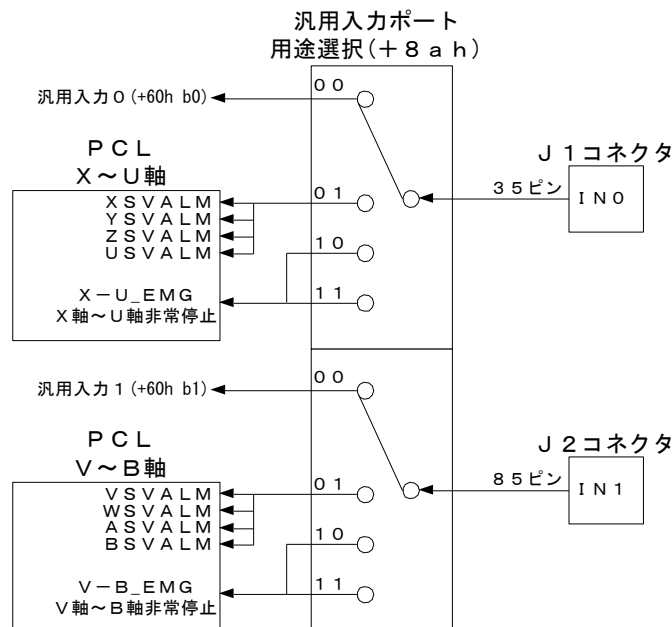 汎用入力ポート
用途選択(+8ah)
00
汎用入力0 (+60h b0)
PCL
X~U軸
J1コネクタ
35ピン
IN0
01
XSVALM
YSVALM
ZSVALM
USVALM
10
X-U_EMG
11
X軸~U軸非常停止
00
汎用入力1 (+60h b1)
PCL
V~B軸
J2コネクタ
85ピン
IN1
01
VSVALM
WSVALM
ASVALM
BSVALM
10
V-B_EMG
11
V軸~B軸非常停止